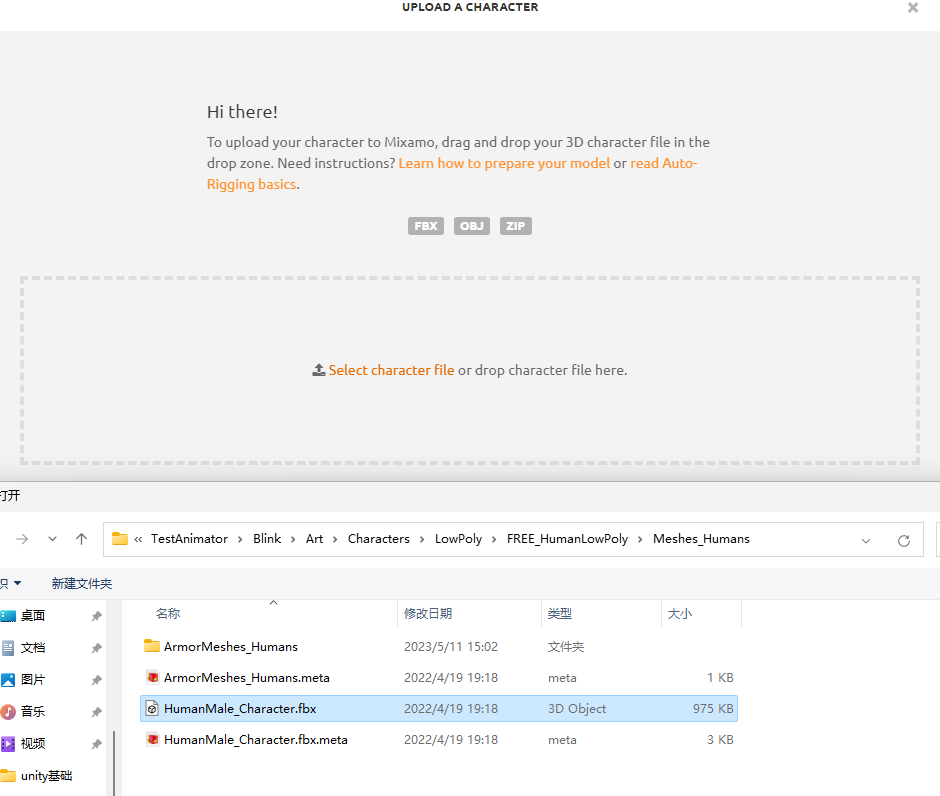 UPLOAD A CHARACTER
Hi there!
To upload your character to Mixamo, drag and drop your 3D character file in the
drop zone. Need instructions? Learn how to prepare your model or read Auto-
Rigging basics.
FBX OBJ ZIP
Select character file or drop character file here.
打开
« TestAnimator › Blink › Art › Characters › LowPoly › FREE_HumanLowPoly › Meshes_Humans
织 新建文件夹
名称 修改日期 类型 大小
桌面
ArmorMeshes_Humans 2023/5/11 15:02 文件夹
文档
ArmorMeshes_Humans.meta 2022/4/19 19:18 meta 1 KB
图片
HumanMale_Character.fbx 2022/4/19 19:18 3D Object 975 KB
音乐
HumanMale_Character.fbx.meta 2022/4/19 19:18 meta 3 KB
视频
unity基础